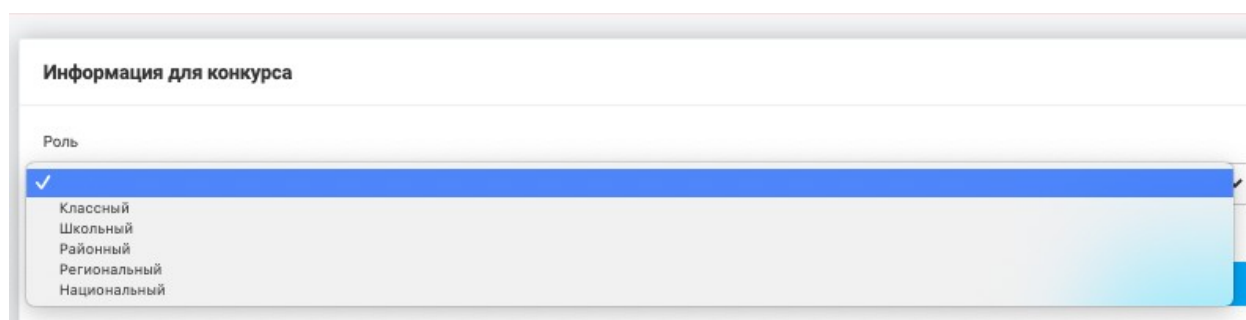 Информация для конкурса
Роль
Классный
Школьный
Районный
Региональный
Национальный